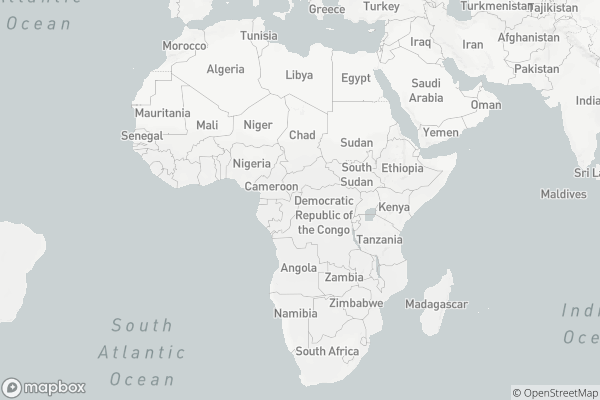 Atlantic
Ocean
Greece
Turkey
Turkmenistan
Tajikistan
Tunisia
Morocco
Iraq
Iran
Afghanistan
Algeria
Libya
Egypt
Pakistan
Saudi
Arabia
Oman
India
Mauritania
Mali
Niger
Chad
Senegal
Yemen
Sudan
Nigeria
South
Sudan
Ethiopia
Cameroon
Sri La
Maldives
Democratic
Republic of
the Congo
Kenya
Tanzania
Angola
Zambia
Zimbabwe
Madagascar
Namibia
South
Atlantic
Ocean
Ind
Oce
South Africa
mapbox
© OpenStreetMap